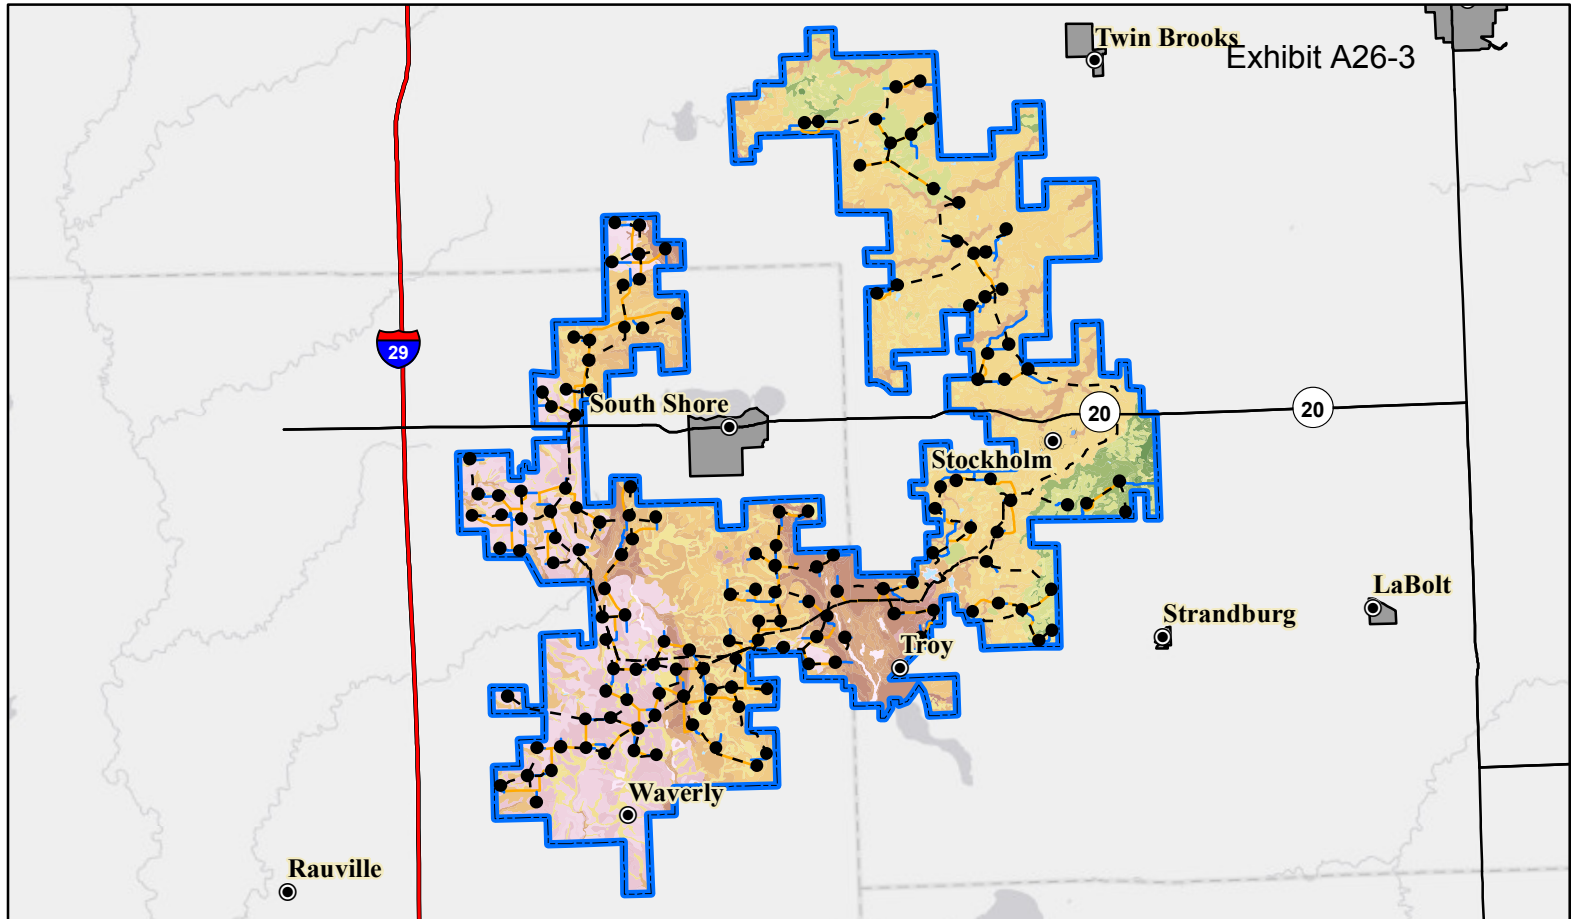 Twin Brooks
Exhibit A26-3
29
South Shore
20
20
Stockholm
LaBolt
Strandburg
Troy
Waverly
Rauville